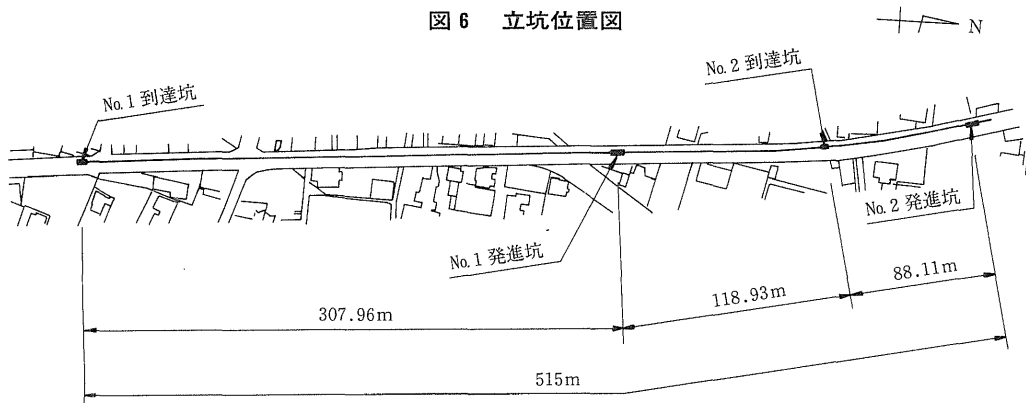 図6 立坑位置図
N
No.1 到達坑
No.2 到達坑
No.1 発進坑
No.2 発進坑
307.96m
118.93m
88.11m
515m